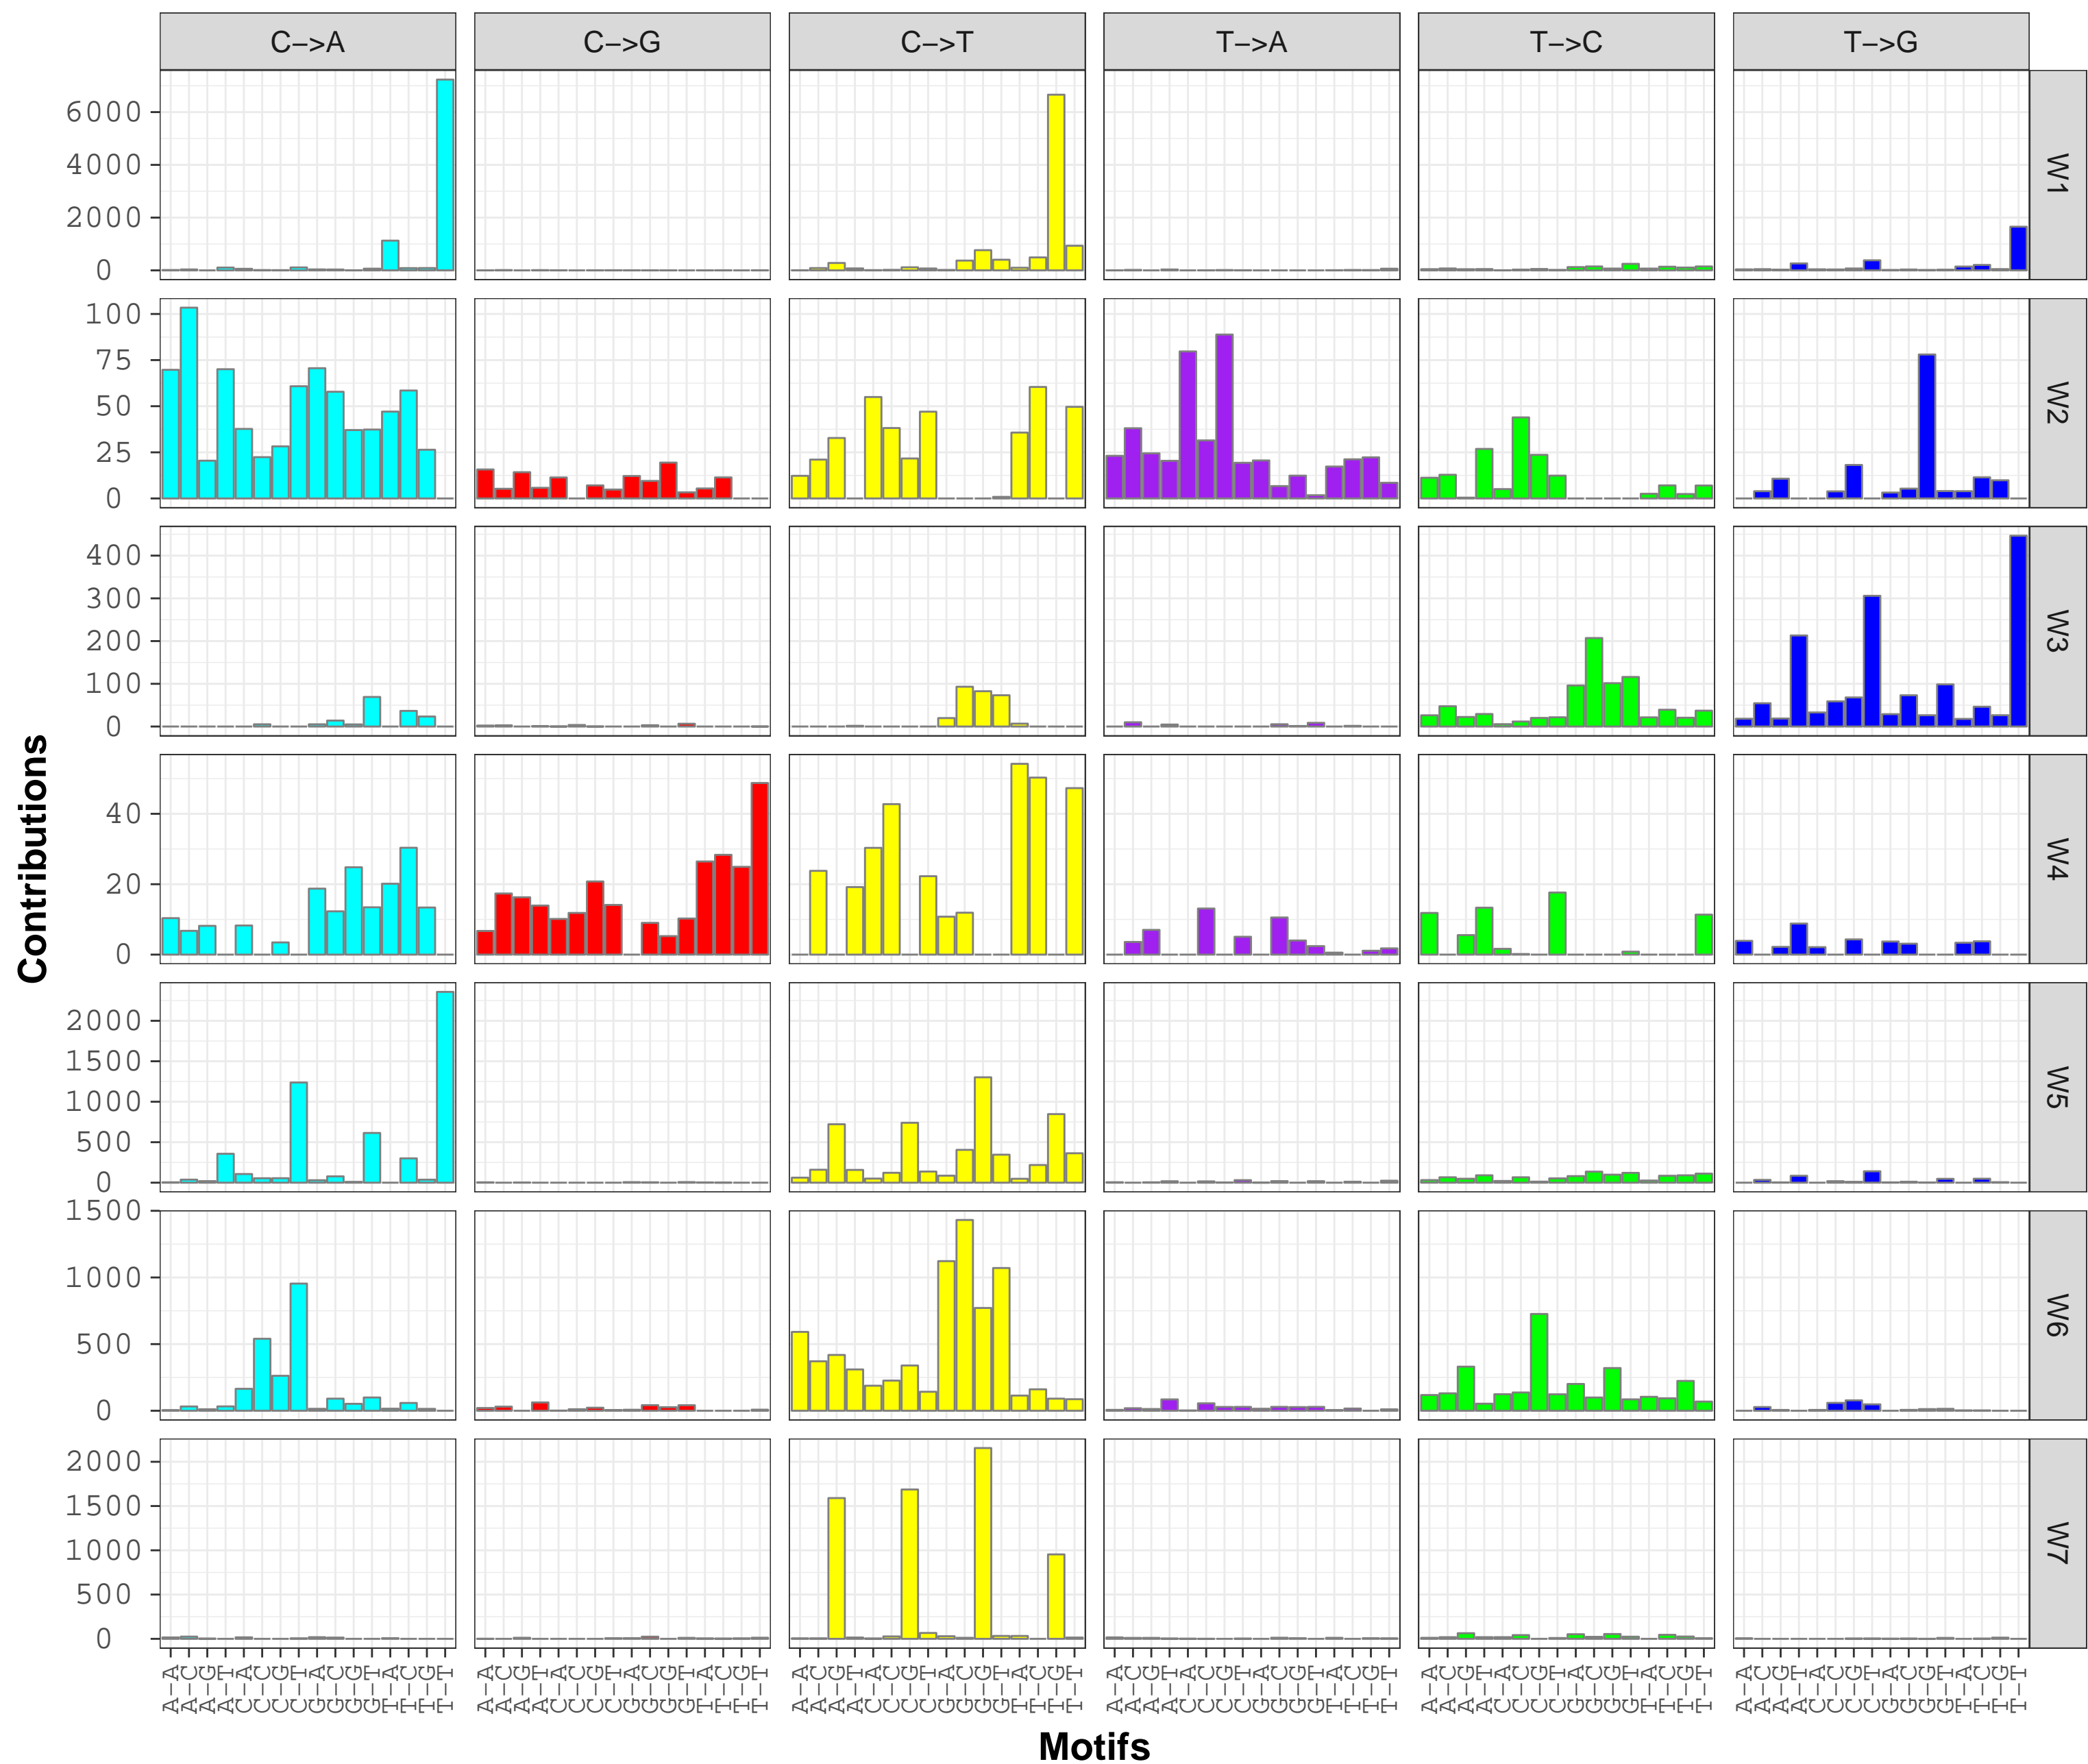 C->A C->G C->T T->A T->C T->G
6000
4000
2000
0
W1
100
75
50
25
0
W2
400
300
200
100
0
W3
40
20
0
W4
2000
1500
1000
500
0
W5
1500
1000
500
0
W6
2000
1500
1000
500
0
W7
Contributions
A-A A-C A-G A-T C-A C-C C-G C-T G-A G-C G-G G-T T-A T-C T-G T-T
A-A A-C A-G A-T C-A C-C C-G C-T G-A G-C G-G G-T T-A T-C T-G T-T
A-A A-C A-G A-T C-A C-C C-G C-T G-A G-C G-G G-T T-A T-C T-G T-T
A-A A-C A-G A-T C-A C-C C-G C-T G-A G-C G-G G-T T-A T-C T-G T-T
A-A A-C A-G A-T C-A C-C C-G C-T G-A G-C G-G G-T T-A T-C T-G T-T
A-A A-C A-G A-T C-A C-C C-G C-T G-A G-C G-G G-T T-A T-C T-G T-T
Motifs